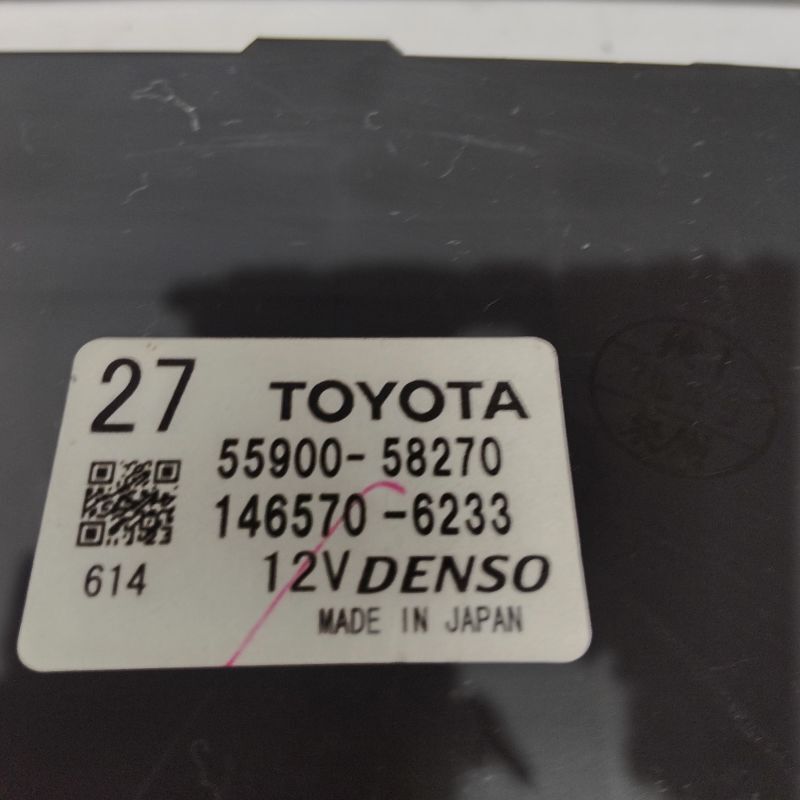 27
TOYOTA
55900-58270
146570-6233
614
12V DENSO
MADE IN JAPAN